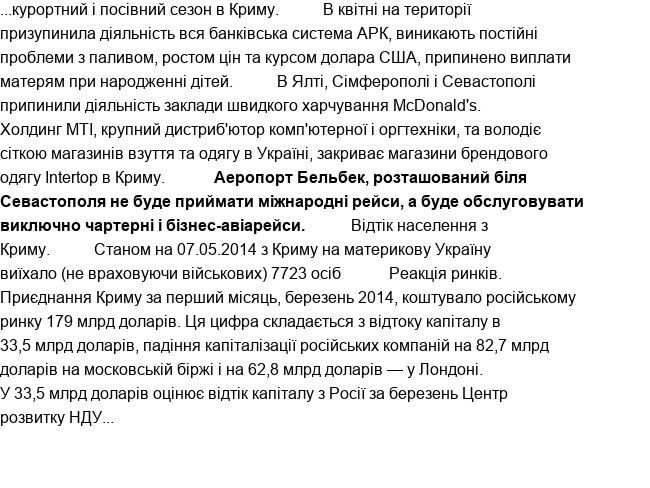 ...курортний і посівний сезон в Криму. В квітні на території
призупинила діяльність вся банківська система АРК, виникають постійні
проблеми з паливом, ростом цін та курсом долара США, припинено виплати
матерям при народженні дітей. В Ялті, Сімферополі і Севастополі
припинили діяльність заклади швидкого харчування McDonald's.
Холдинг МТІ, крупний дистриб'ютор комп'ютерної і оргтехніки, та володіє
сіткою магазинів взуття та одягу в Україні, закриває магазини брендового
одягу Intertop в Криму. Аеропорт Бельбек, розташований біля
Севастополя не буде приймати міжнародні рейси, а буде обслуговувати
виключно чартерні і бізнес-авіарейси. Відтік населення з
Криму. Станом на 07.05.2014 з Криму на материкову Україну
виїхало (не враховуючи військових) 7723 осіб Реакція ринків.
Приєднання Криму за перший місяць, березень 2014, коштувало російському
ринку 179 млрд доларів. Ця цифра складається з відтоку капіталу в
33,5 млрд доларів, падіння капіталізації російських компаній на 82,7 млрд
доларів на московській біржі і на 62,8 млрд доларів — у Лондоні.
У 33,5 млрд доларів оцінює відтік капіталу з Росії за березень Центр
розвитку НДУ...